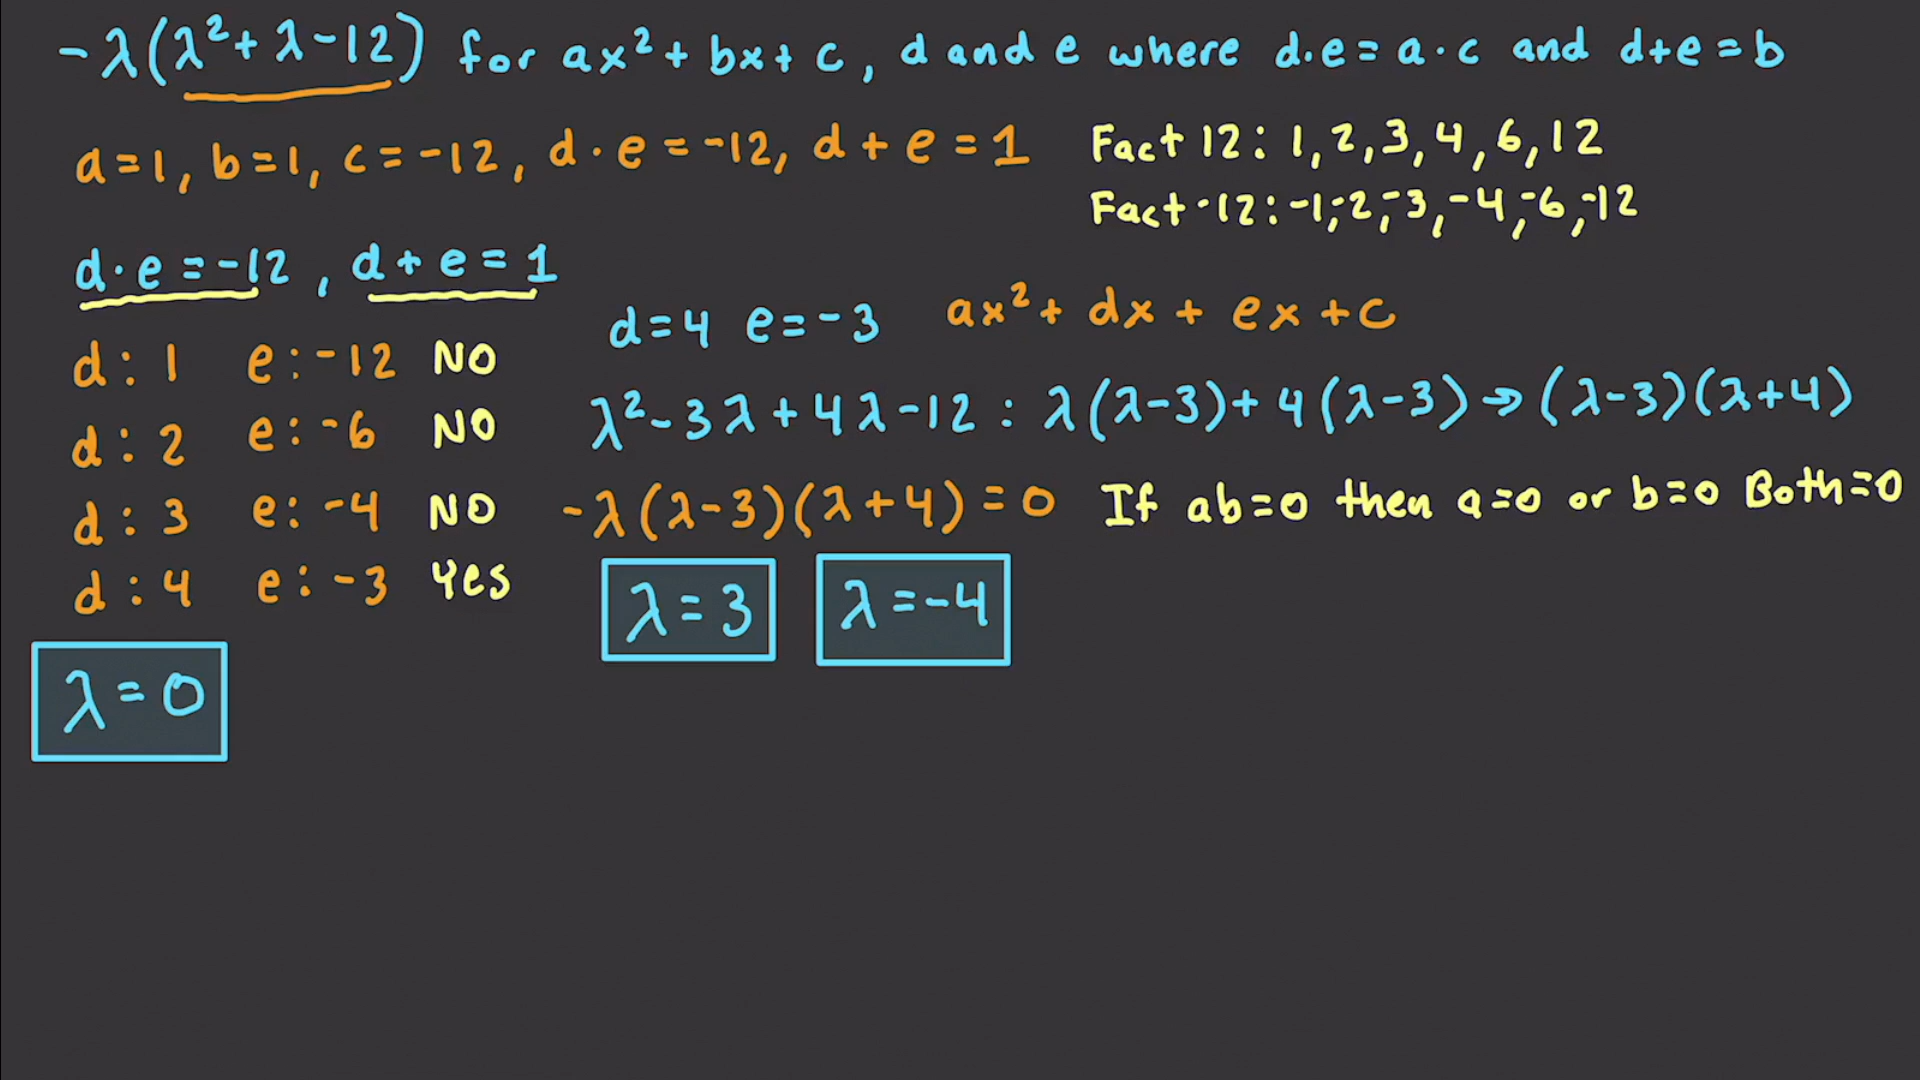 -λ(λ²+λ-12) for ax²+bx+c, d and e where d·e=a·c and d+e=b
a=1, b=1, c=-12, d·e=-12, d+e=1
Fact 12: 1,2,3,4,6,12
Fact -12: -1,-2,-3,-4,-6,-12
d·e=-12, d+e=1
d:1 e:-12 NO
d:2 e:-6 NO
d:3 e:-4 NO
d:4 e:-3 Yes
d=4 e=-3 ax²+dx+ex+c
λ²-3λ+4λ-12: λ(λ-3)+4(λ-3)→(λ-3)(λ+4)
-λ(λ-3)(λ+4)=0 If ab=0 then a=0 or b=0 Both=0
λ=3 λ=-4
λ=0